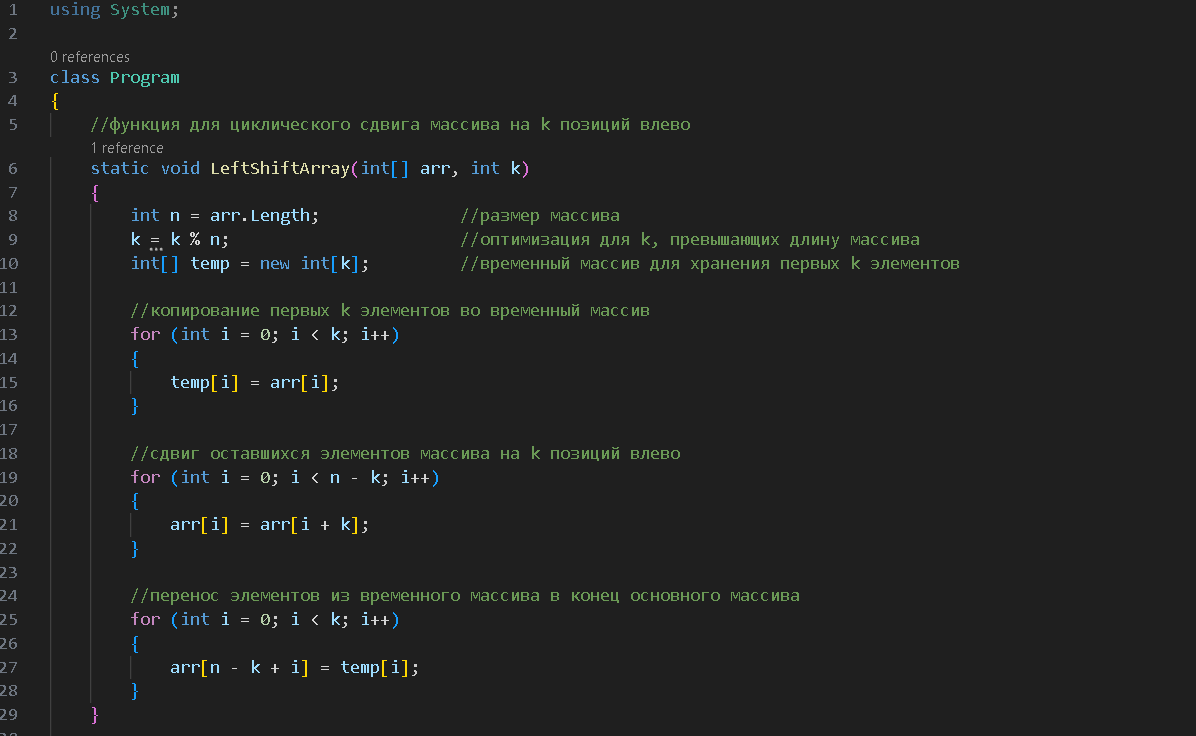 1 using System;
2
0 references
3 class Program
4 {
5 //функция для циклического сдвига массива на k позиций влево
1 reference
6 static void LeftShiftArray(int[] arr, int k)
7 {
8 int n = arr.Length; //размер массива
9 k = k % n; //оптимизация для k, превышающих длину массива
10 int[] temp = new int[k]; //временный массив для хранения первых k элементов
11
12 //копирование первых k элементов во временный массив
13 for (int i = 0; i < k; i++)
14 {
15 temp[i] = arr[i];
16 }
17
18 //сдвиг оставшихся элементов массива на k позиций влево
19 for (int i = 0; i < n - k; i++)
20 {
21 arr[i] = arr[i + k];
22 }
23
24 //перенос элементов из временного массива в конец основного массива
25 for (int i = 0; i < k; i++)
26 {
27 arr[n - k + i] = temp[i];
28 }
29 }